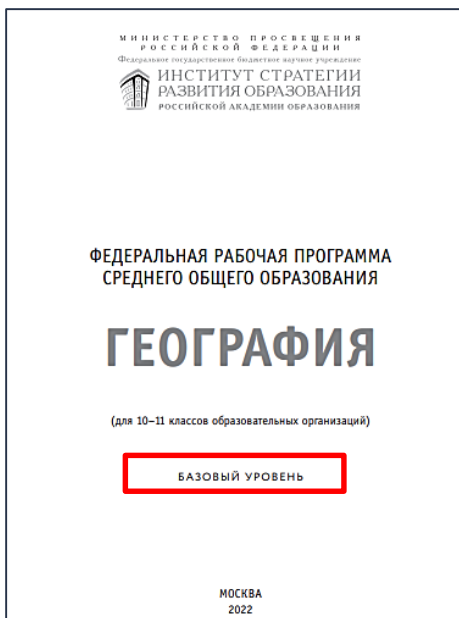 МИНИСТЕРСТВО ПРОСВЕЩЕНИЯ
РОССИЙСКОЙ ФЕДЕРАЦИИ
Федеральное государственное бюджетное научное учреждение
ИНСТИТУТ СТРАТЕГИИ
РАЗВИТИЯ ОБРАЗОВАНИЯ
РОССИЙСКОЙ АКАДЕМИИ ОБРАЗОВАНИЯ
ФЕДЕРАЛЬНАЯ РАБОЧАЯ ПРОГРАММА
СРЕДНЕГО ОБЩЕГО ОБРАЗОВАНИЯ
ГЕОГРАФИЯ
(для 10–11 классов образовательных организаций)
БАЗОВЫЙ УРОВЕНЬ
МОСКВА
2022